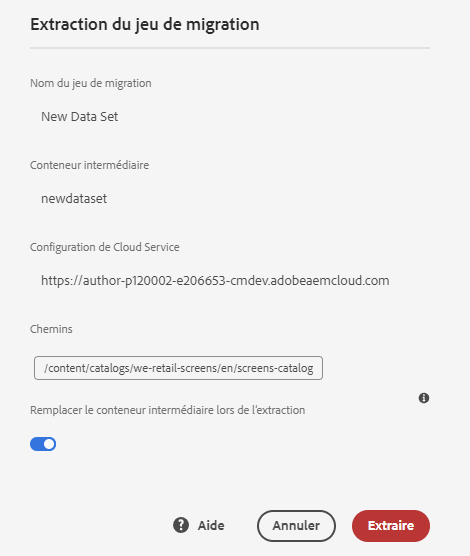 Extraction du jeu de migration
Nom du jeu de migration
New Data Set
Conteneur intermédiaire
newdataset
Configuration de Cloud Service
https://author-p120002-e206653-cmdev.adobeaemcloud.com
Chemins
/content/catalogs/we-retail-screens/en/screens-catalog
Remplacer le conteneur intermédiaire lors de l'extraction
Aide
Annuler
Extraire